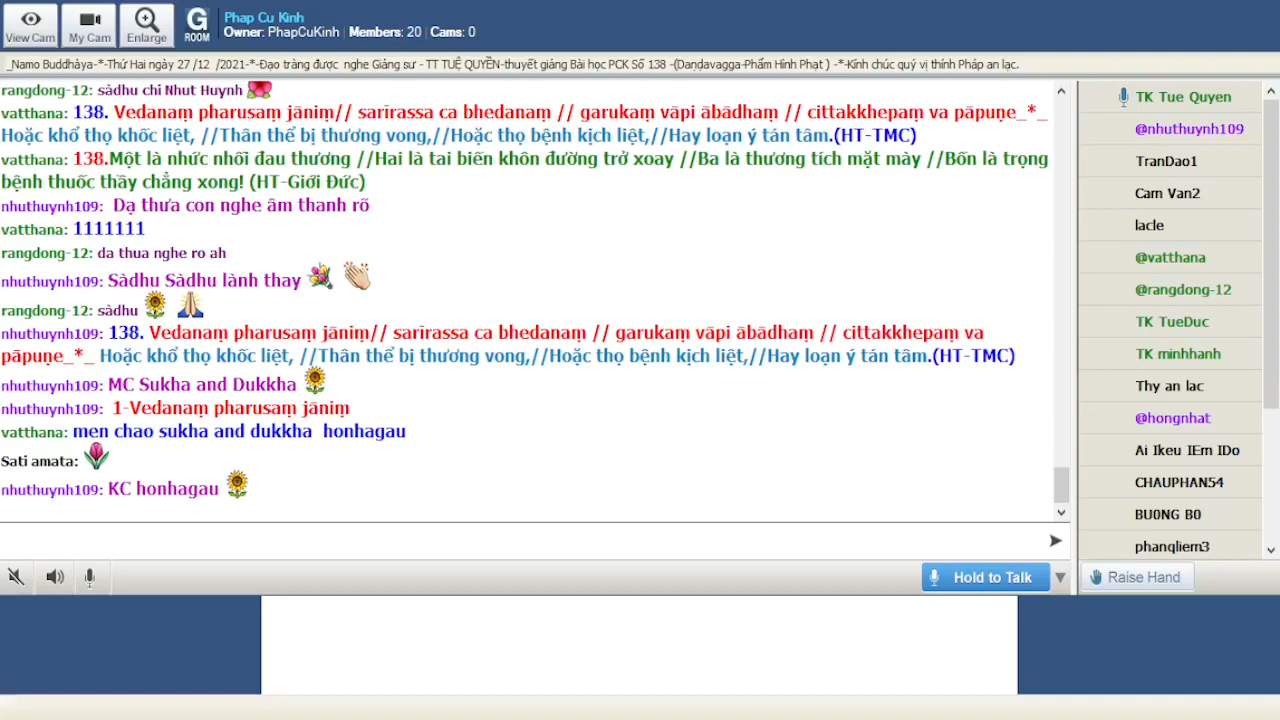 View Cam
My Cam
Enlarge
G
ROOM
Phap Cu Kinh
Owner: PhapCuKinh | Members: 20 | Cams: 0
_Namo Buddhàya-*-Thứ Hai ngày 27 /12 /2021-*-Đạo tràng được nghe Giảng sư - TT TUỆ QUYỀN-thuyết giảng Bài học PCK Số 138 -(Daṇḍavagga-Phẩm Hình Phạt ) -*-Kính chúc quý vị thính Pháp an lạc.
rangdong-12: sàdhu chi Nhut Huynh
vatthana: 138. Vedanaṃ pharusaṃ jāniṃ// sarīrassa ca bhedanaṃ // garukaṃ vāpi ābādhaṃ // cittakkhepaṃ va pāpuṇe_*_
Hoặc khổ thọ khốc liệt, //Thân thể bị thương vong,//Hoặc thọ bệnh kịch liệt,//Hay loạn ý tán tâm.(HT-TMC)
vatthana: 138.Một là nhức nhối đau thương //Hai là tai biến khôn đường trở xoay //Ba là thương tích mặt mày //Bốn là trọng
bệnh thuốc thầy chẳng xong! (HT-Giới Đức)
nhuthuynh109: Dạ thưa con nghe âm thanh rõ
vatthana: 1111111
rangdong-12: da thua nghe ro ah
nhuthuynh109: Sàdhu Sàdhu lành thay
rangdong-12: sàdhu
nhuthuynh109: 138. Vedanaṃ pharusaṃ jāniṃ// sarīrassa ca bhedanaṃ // garukaṃ vāpi ābādhaṃ // cittakkhepaṃ va
pāpuṇe_*_ Hoặc khổ thọ khốc liệt, //Thân thể bị thương vong,//Hoặc thọ bệnh kịch liệt,//Hay loạn ý tán tâm.(HT-TMC)
nhuthuynh109: MC Sukha and Dukkha
nhuthuynh109: 1-Vedanaṃ pharusaṃ jāniṃ
vatthana: men chao sukha and dukkha honhagau
Sati amata:
nhuthuynh109: KC honhagau
TK Tue Quyen
@nhuthuynh109
TranDao1
Cam Van2
lacle
@vatthana
@rangdong-12
TK TueDuc
TK minhhanh
Thy an lac
@hongnhat
Ai Ikeu IEm IDo
CHAUPHAN54
BU0NG B0
phanqliem3
Hold to Talk
Raise Hand